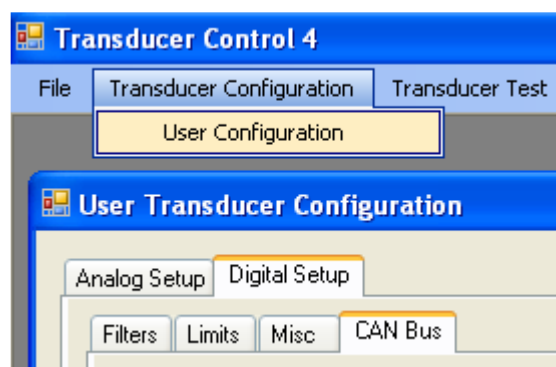 Transducer Control 4
File Transducer Configuration Transducer Test
User Configuration
User Transducer Configuration
Analog Setup Digital Setup
Filters Limits Misc CAN Bus